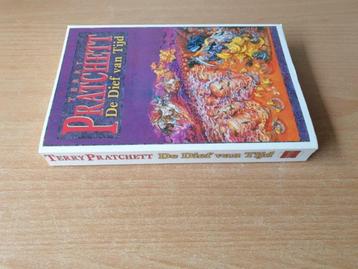 TERRY
PRATCHETT
De Dief van Tijd
TERRY PRATCHETT De Dief van Tijd